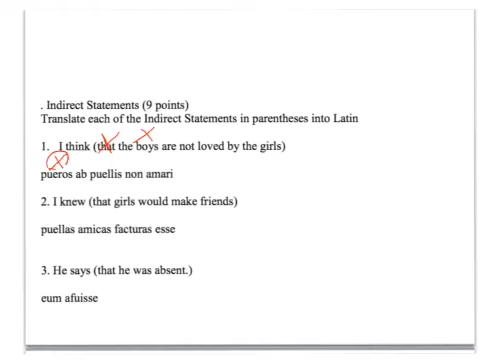 . Indirect Statements (9 points)
Translate each of the Indirect Statements in parentheses into Latin
1. I think (that the boys are not loved by the girls)
pueros ab puellis non amari
2. I knew (that girls would make friends)
puellas amicas facturas esse
3. He says (that he was absent.)
eum afuisse